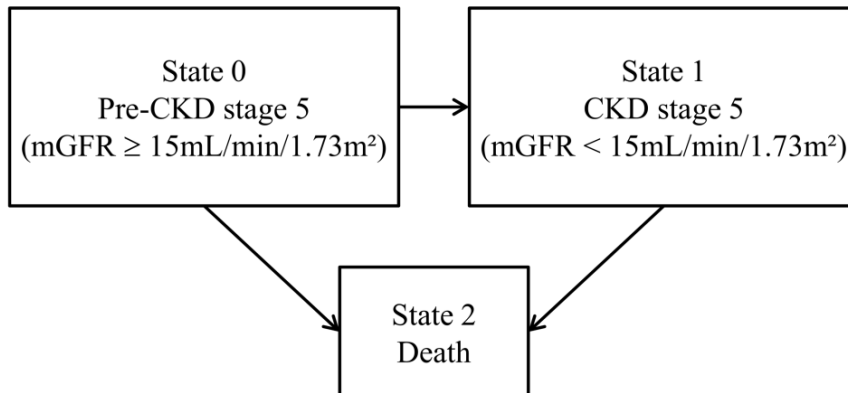 State 0
Pre-CKD stage 5
(mGFR ≥ 15mL/min/1.73m²)
State 1
CKD stage 5
(mGFR < 15mL/min/1.73m²)
State 2
Death